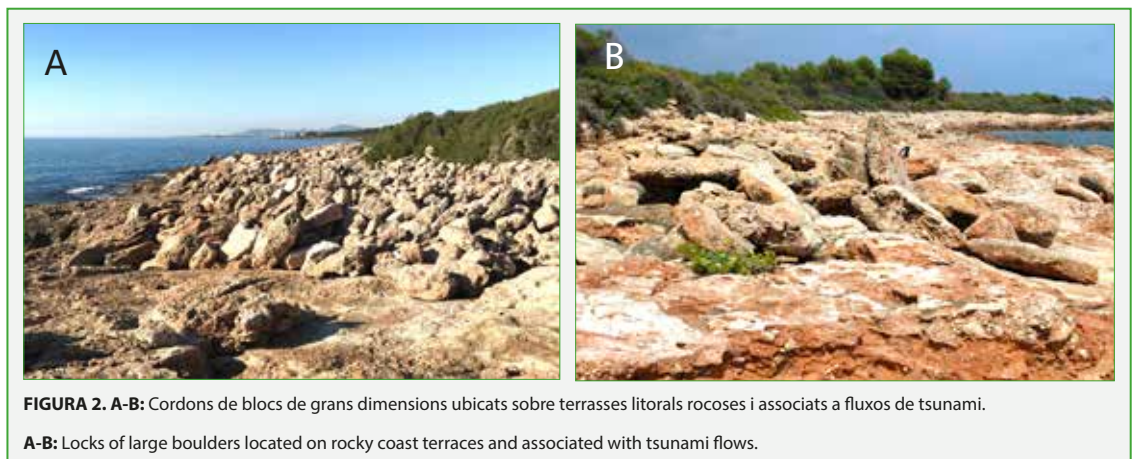 A
B
FIGURA 2. A-B: Cordons de blocs de grans dimensions ubicats sobre terrasses litorals rocoses i associats a fluxos de tsunami.
A-B: Locks of large boulders located on rocky coast terraces and associated with tsunami flows.